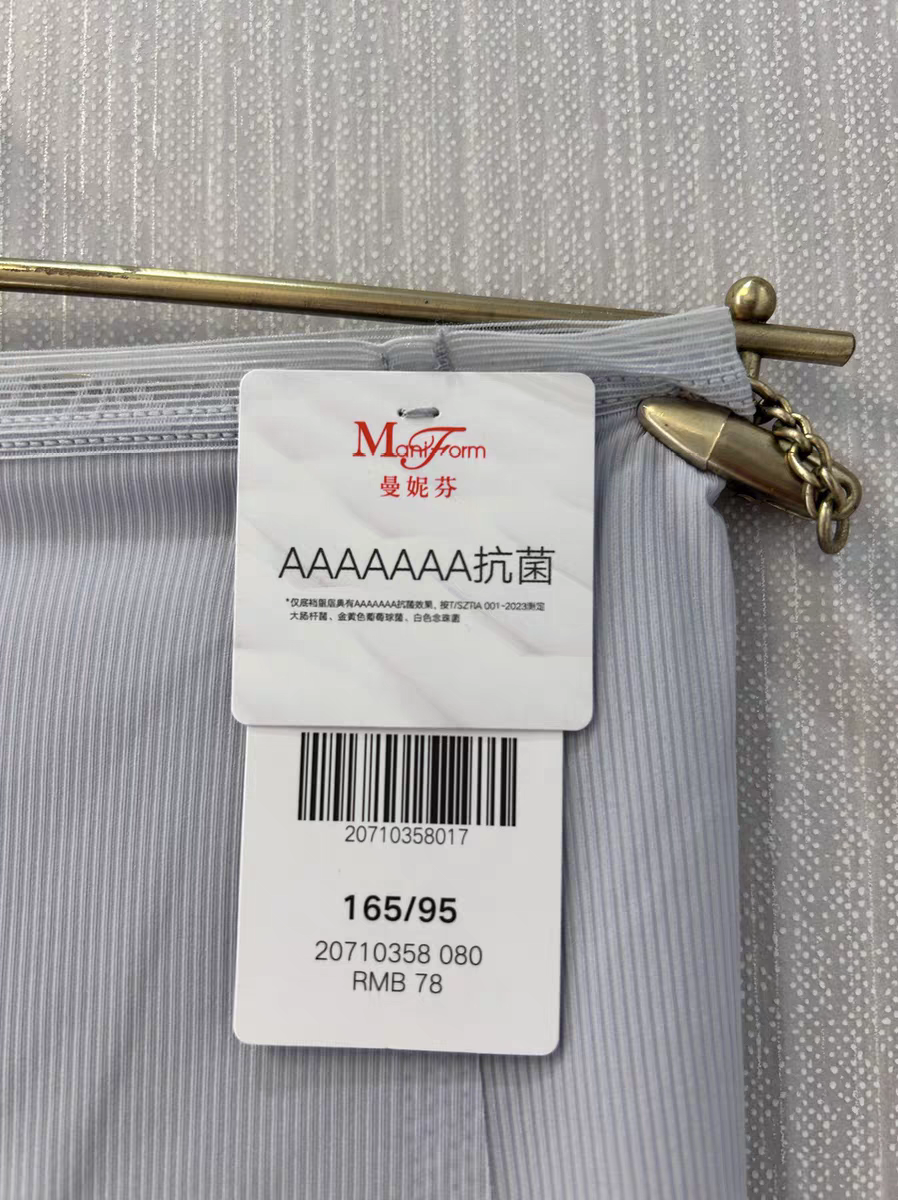 ManiForm
曼妮芬
AAAAAAA抗菌
*仅底裆里层具有AAAAAAA抗菌效果，按T/SZTIA 001-2023测定
大肠杆菌、金黄色葡萄球菌、白色念珠菌
20710358017
165/95
20710358 080
RMB 78